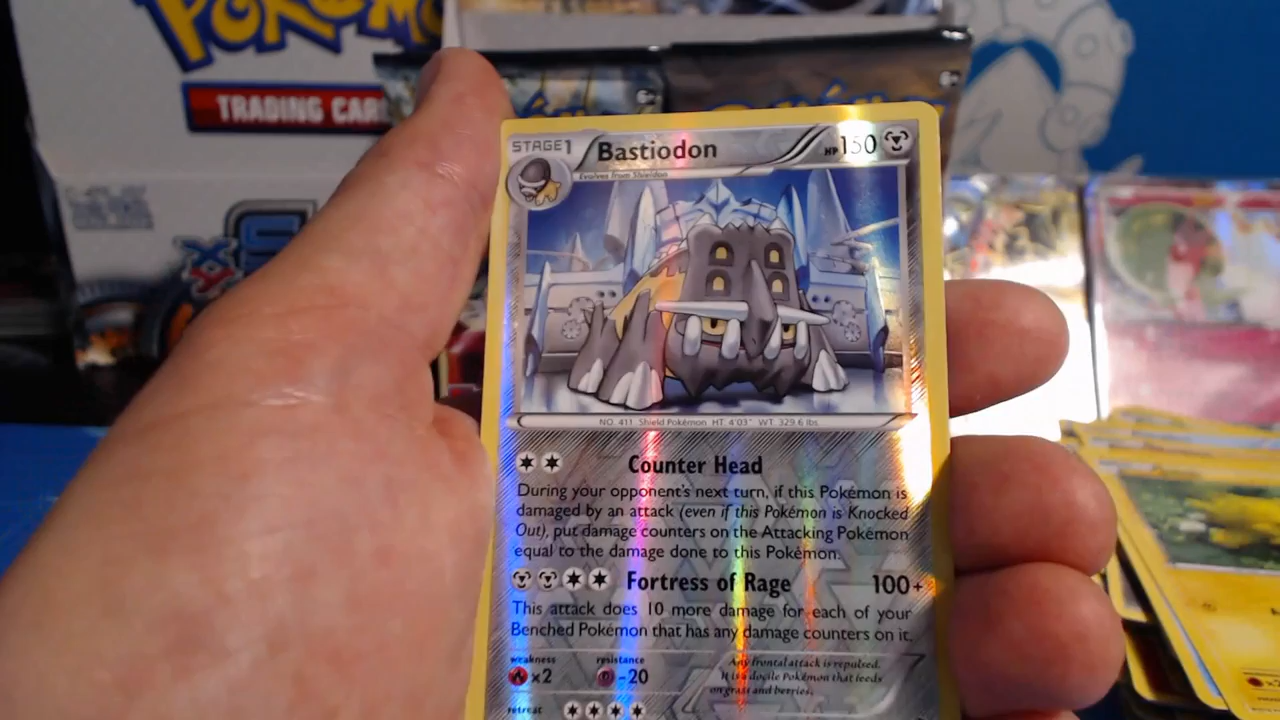 POKÉM
TRADING CAR
XY
STAGE1
Bastiodon
HP150
Evolves from Shieldon
NO. 411 Shield Pokémon HT: 4'03" WT: 329.6 lbs
Counter Head
During your opponent's next turn, if this Pokémon is
damaged by an attack (even if this Pokémon is Knocked
Out), put damage counters on the Attacking Pokémon
equal to the damage done to this Pokémon.
Fortress of Rage 100+
This attack does 10 more damage for each of your
Benched Pokémon that has any damage counters on it.
weakness resistance
x2 -20
Any frontal attack is repulsed.
It is a docile Pokémon that feeds
on grass and berries.
retreat